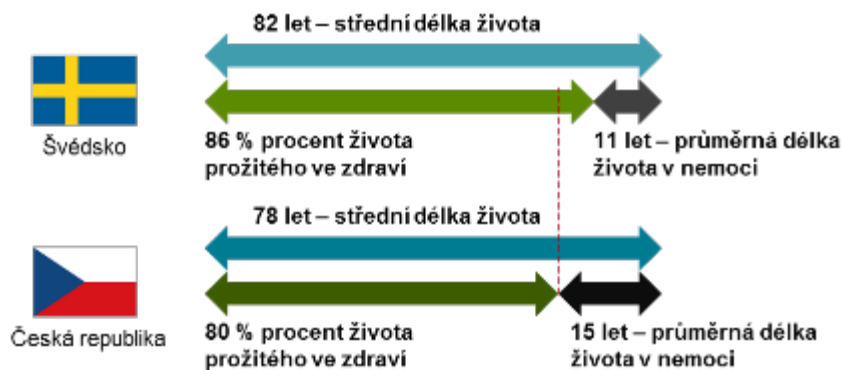 82 let – střední délka života
Švédsko
86 % procent života
prožitého ve zdraví
11 let – průměrná délka
života v nemoci
78 let – střední délka života
Česká republika
80 % procent života
prožitého ve zdraví
15 let – průměrná délka
života v nemoci